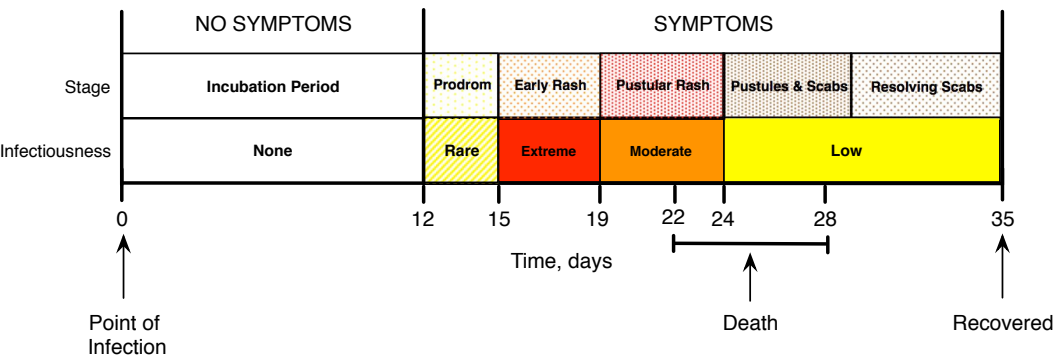 NO SYMPTOMS SYMPTOMS
Stage Incubation Period Prodrom Early Rash Pustular Rash Pustules & Scabs Resolving Scabs
Infectiousness None Rare Extreme Moderate Low
0 12 15 19 22 24 28 35
Time, days
Point of Death Recovered
Infection